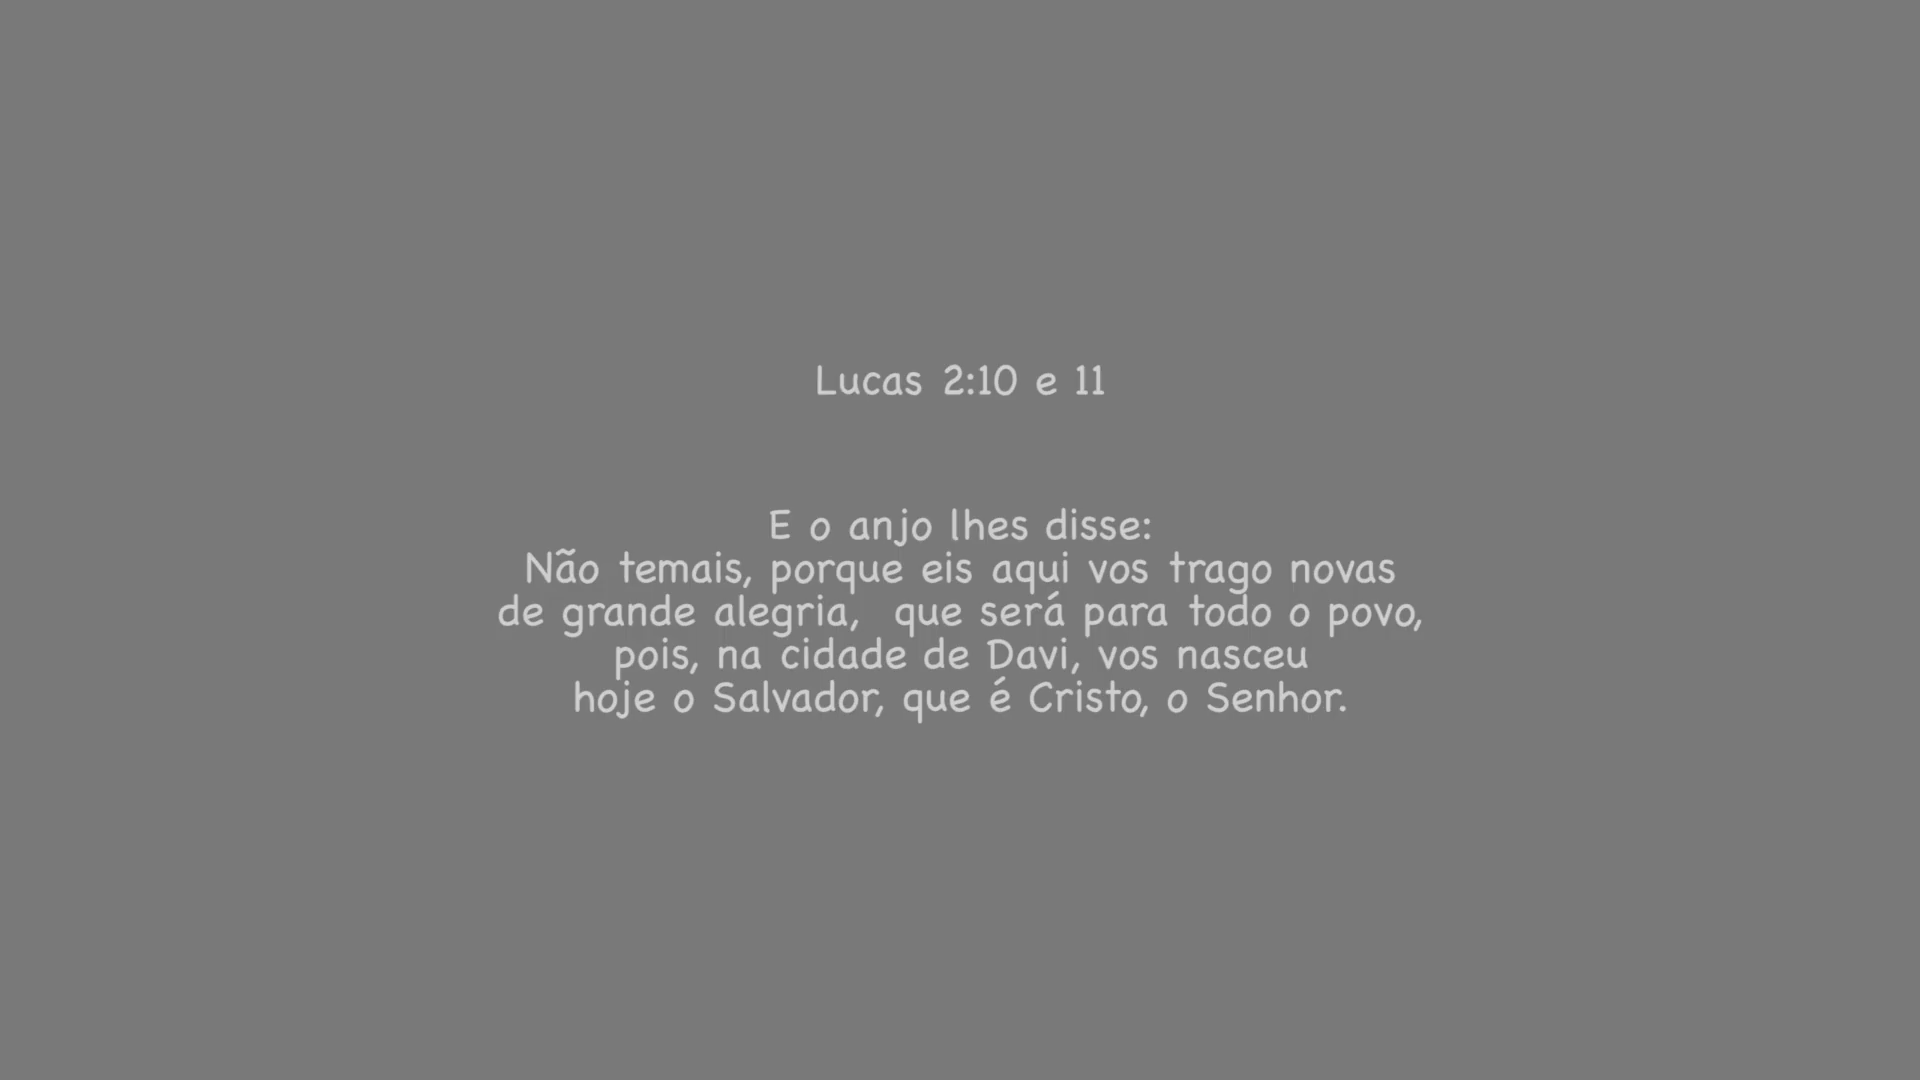 Lucas 2:10 e 11
E o anjo lhes disse:
Não temais, porque eis aqui vos trago novas
de grande alegria,  que será para todo o povo,
pois, na cidade de Davi, vos nasceu
hoje o Salvador, que é Cristo, o Senhor.